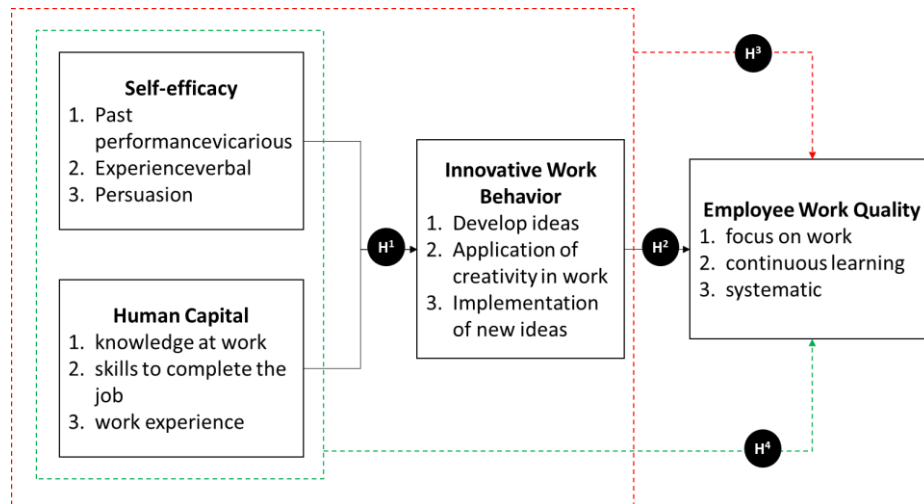 Self-efficacy
1. Past
performancevicarious
2. Experienceverbal
3. Persuasion
Human Capital
1. knowledge at work
2. skills to complete the
job
3. work experience
H¹
Innovative Work
Behavior
1. Develop ideas
2. Application of
creativity in work
3. Implementation
of new ideas
H²
H³
Employee Work Quality
1. focus on work
2. continuous learning
3. systematic
H⁴